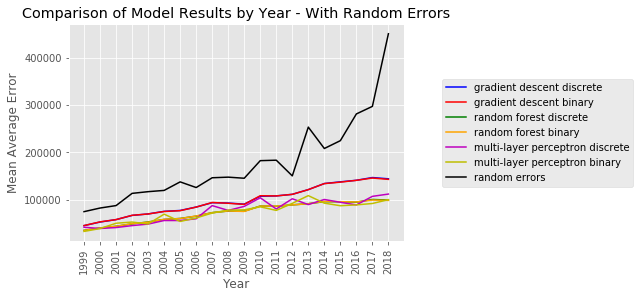 Comparison of Model Results by Year - With Random Errors
Mean Average Error
400000
300000
200000
100000
1999
2000
2001
2002
2003
2004
2005
2006
2007
2008
2009
2010
2011
2012
2013
2014
2015
2016
2017
2018
Year
gradient descent discrete
gradient descent binary
random forest discrete
random forest binary
multi-layer perceptron discrete
multi-layer perceptron binary
random errors